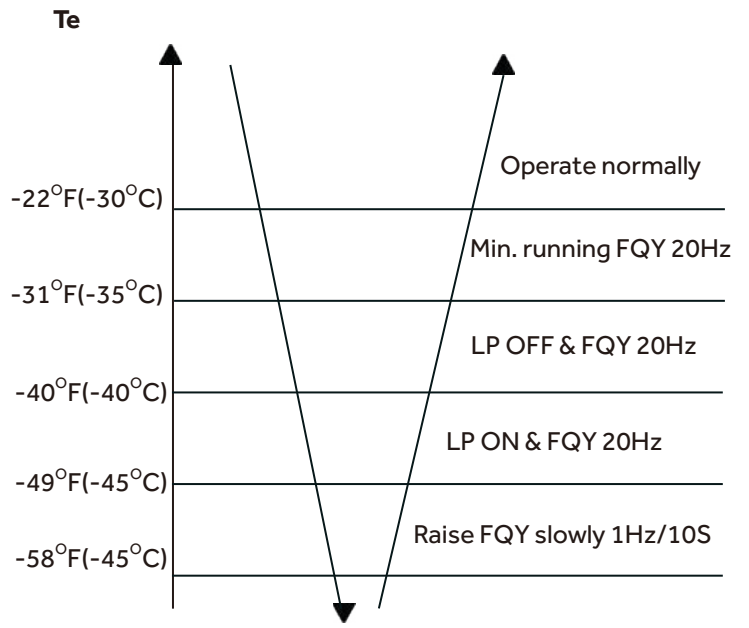 Te
Operate normally
-22°F(-30°C)
Min. running FQY 20Hz
-31°F(-35°C)
LP OFF & FQY 20Hz
-40°F(-40°C)
LP ON & FQY 20Hz
-49°F(-45°C)
Raise FQY slowly 1Hz/10S
-58°F(-45°C)